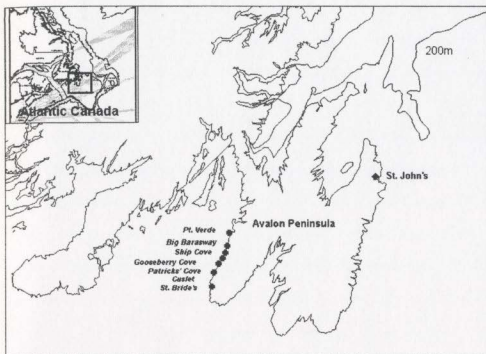 200m
Atlantic Canada
St. John's
Avalon Peninsula
Pt. Verde
Big Barasway
Ship Cove
Gooseberry Cove
Patricks' Cove
Cuslet
St. Bride's